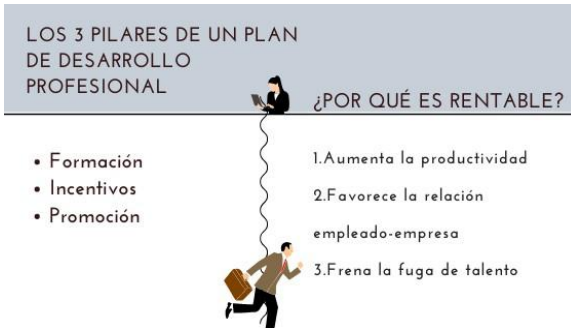 LOS 3 PILARES DE UN PLAN
DE DESARROLLO
PROFESIONAL
• Formación
• Incentivos
• Promoción
¿POR QUÉ ES RENTABLE?
1.Aumenta la productividad
2.Favorece la relación
empleado-empresa
3.Frena la fuga de talento